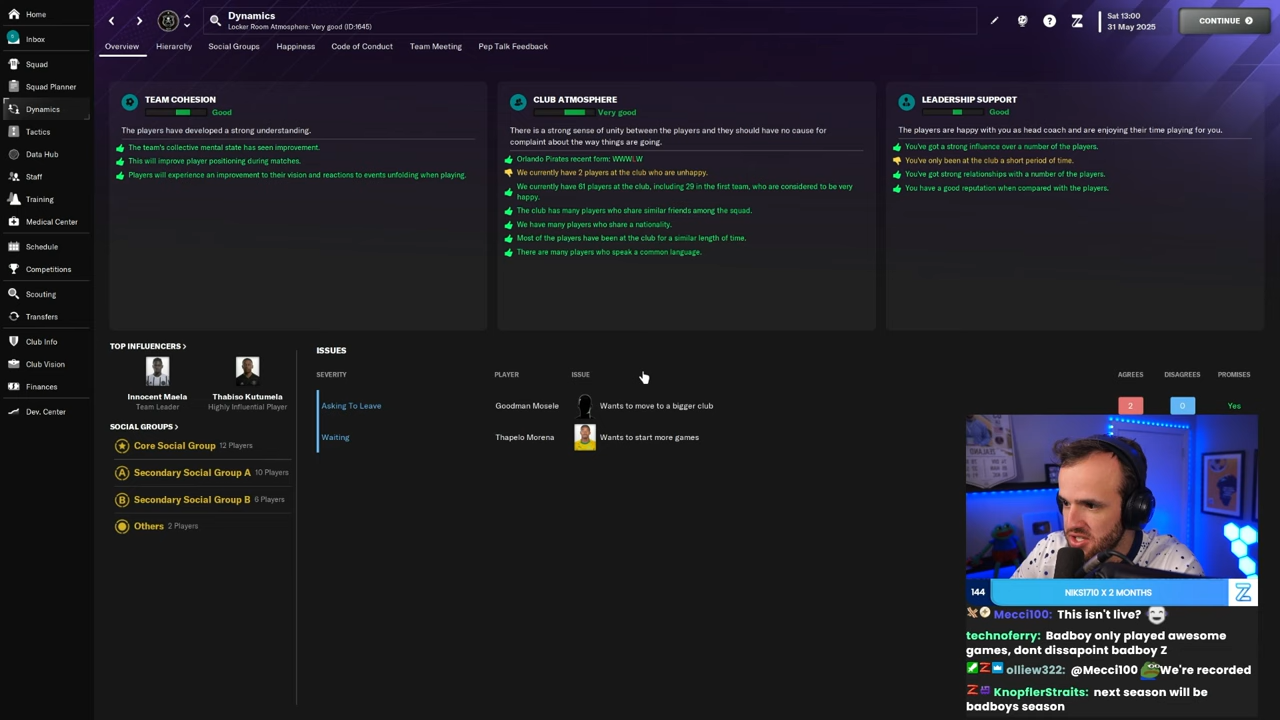 Home
Inbox
Squad
Squad Planner
Dynamics
Tactics
Data Hub
Staff
Training
Medical Center
Schedule
Competitions
Scouting
Transfers
Club Info
Club Vision
Finances
Dev. Center
Dynamics
Locker Room Atmosphere: Very good (ID:1645)
Sat 13:00
31 May 2025
CONTINUE
Overview
Hierarchy
Social Groups
Happiness
Code of Conduct
Team Meeting
Pep Talk Feedback
TEAM COHESION
Good
The players have developed a strong understanding.
The team's collective mental state has seen improvement.
This will improve player positioning during matches.
Players will experience an improvement to their vision and reactions to events unfolding when playing.
CLUB ATMOSPHERE
Very good
There is a strong sense of unity between the players and they should have no cause for
complaint about the way things are going.
Orlando Pirates recent form: WWWLW
We currently have 2 players at the club who are unhappy.
We currently have 61 players at the club, including 29 in the first team, who are considered to be very
happy.
The club has many players who share similar friends among the squad.
We have many players who share a nationality.
Most of the players have been at the club for a similar length of time.
There are many players who speak a common language.
LEADERSHIP SUPPORT
Good
The players are happy with you as head coach and are enjoying their time playing for you.
You've got a strong influence over a number of the players.
You've only been at the club a short period of time.
You've got strong relationships with a number of the players.
You have a good reputation when compared with the players.
TOP INFLUENCERS >
Innocent Maela
Team Leader
Thabiso Kutumela
Highly Influential Player
SOCIAL GROUPS >
Core Social Group 12 Players
A Secondary Social Group A 10 Players
B Secondary Social Group B 6 Players
Others 2 Players
ISSUES
SEVERITY PLAYER ISSUE AGREES DISAGREES PROMISES
Asking To Leave Goodman Mosele Wants to move to a bigger club 2 0 Yes
Waiting Thapelo Morena Wants to start more games
144 NIKS1710 X 2 MONTHS Z
Mecci100: This isn't live?
technoferry: Badboy only played awesome
games, dont dissapoint badboy Z
olliew322: @Mecci100 We're recorded
KnopflerStraits: next season will be
badboys season